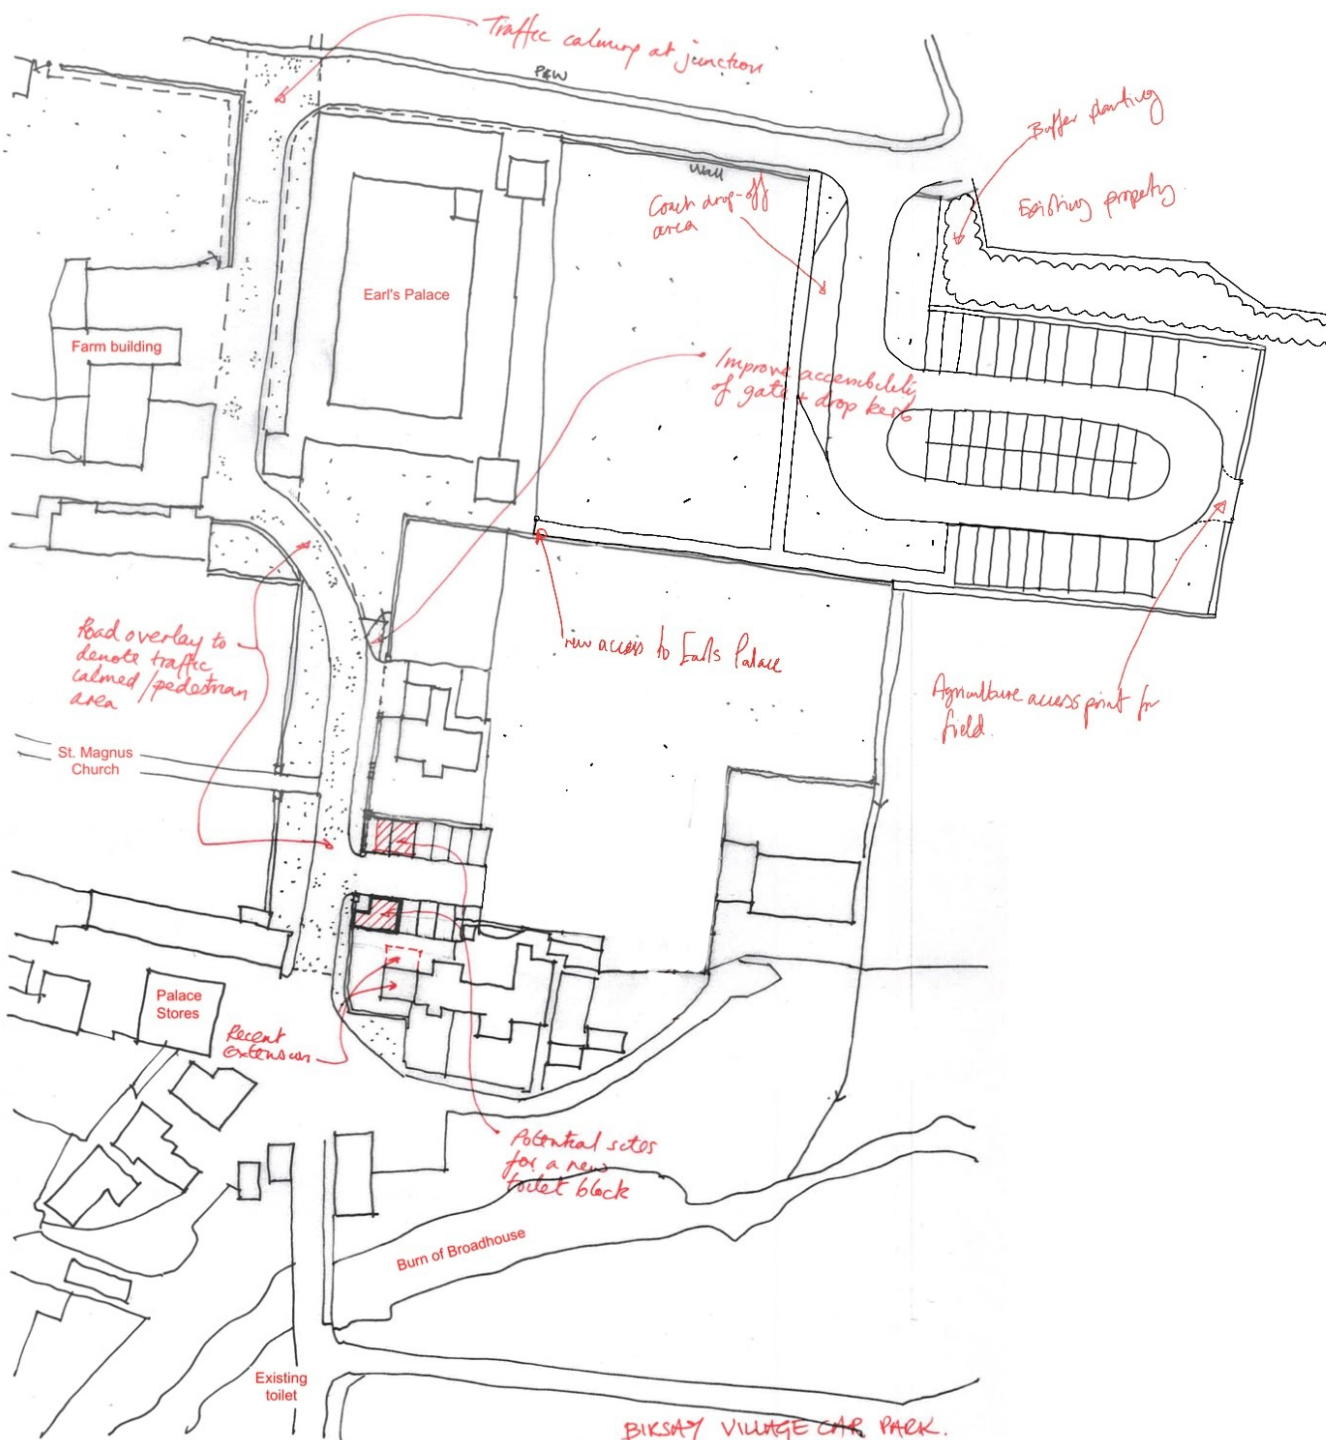 Traffic calming at junction
P&W
Buffer planting
Wall
Coach drop-off
area
Existing property
Earl's Palace
Farm building
Improve accessibility
of gate + drop kerb
Road overlay to
denote traffic
calmed/pedestrian
area
new access to Earls Palace
Agriculture access point for
field.
St. Magnus
Church
Palace
Stores
Recent
extension
Potential sites
for a new
toilet block
Burn of Broadhouse
Existing
toilet
BIRSAY VILLAGE CAR PARK.